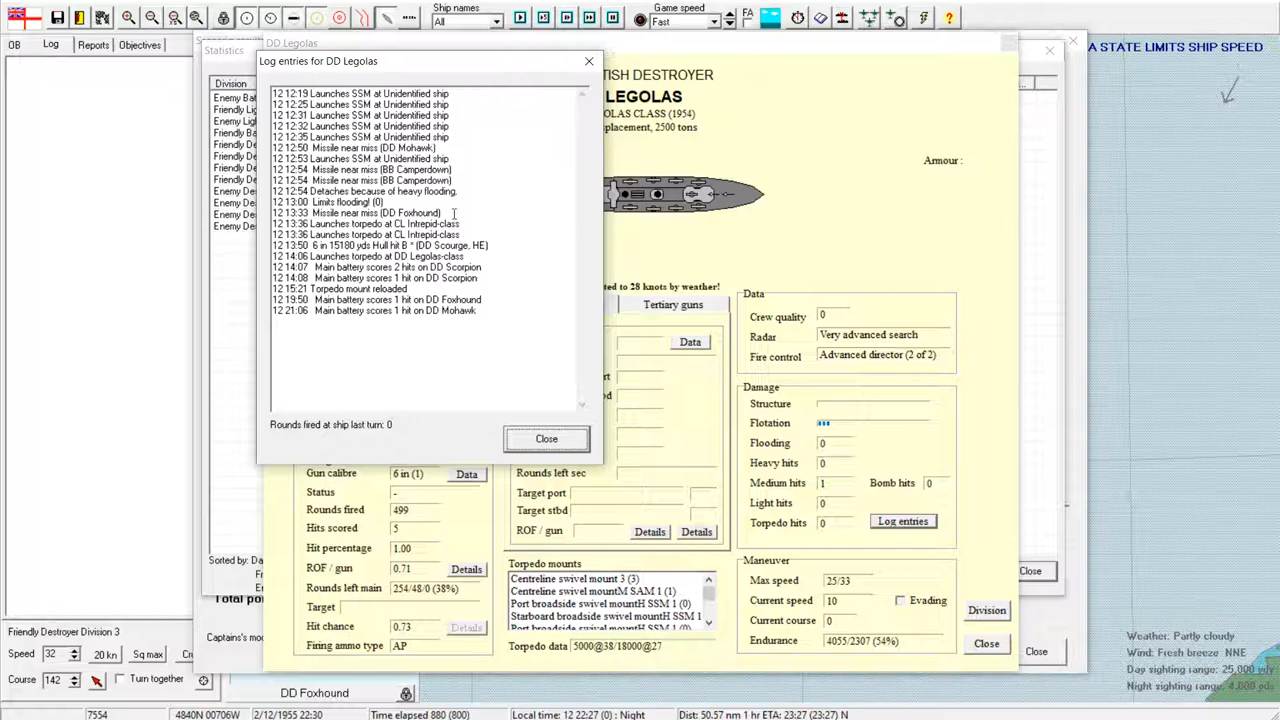 Ship names
All
Game speed
Fast
FA
OB Log Reports Objectives
A STATE LIMITS SHIP SPEED
Statistics
DD Legolas
Division
Enemy Bat
Friendly Lig
Enemy Ligh
Friendly Ba
Friendly De
Friendly De
Friendly De
Friendly De
Enemy Des
Enemy Des
Enemy Des
Enemy Des
Enemy Des
Log entries for DD Legolas
12 12:19 Launches SSM at Unidentified ship
12 12:25 Launches SSM at Unidentified ship
12 12:31 Launches SSM at Unidentified ship
12 12:32 Launches SSM at Unidentified ship
12 12:35 Launches SSM at Unidentified ship
12 12:50 Missile near miss (DD Mohawk)
12 12:53 Launches SSM at Unidentified ship
12 12:54 Missile near miss (BB Camperdown)
12 12:54 Missile near miss (BB Camperdown)
12 12:54 Detaches because of heavy flooding,
12 13:00 Limits flooding! (0)
12 13:33 Missile near miss (DD Foxhound)
12 13:36 Launches torpedo at CL Intrepid-class
12 13:36 Launches torpedo at CL Intrepid-class
12 13:50 6 in 15180 yds Hull hit B * (DD Scourge, HE)
12 14:06 Launches torpedo at DD Legolas-class
12 14:07 Main battery scores 2 hits on DD Scorpion
12 14:08 Main battery scores 1 hit on DD Scorpion
12 15:21 Torpedo mount reloaded
12 19:50 Main battery scores 1 hit on DD Foxhound
12 21:06 Main battery scores 1 hit on DD Mohawk
Rounds fired at ship last turn: 0
Close
TISH DESTROYER
LEGOLAS
OLAS CLASS (1954)
placement, 2500 tons
Armour :
ted to 28 knots by weather!
Tertiary guns
Data
rt
bd
Rounds left sec
Target port
Target stbd
ROF / gun
Details Details
Gun calibre 6 in (1) Data
Status -
Rounds fired 499
Hits scored 5
Hit percentage 1.00
ROF / gun 0.71 Details
Rounds left main 254/48/0 (38%)
Target
Hit chance 0.73 Details
Firing ammo type AP
Torpedo mounts
Centreline swivel mount 3 (3)
Centreline swivel mountM SAM 1 (1)
Port broadside swivel mountH SSM 1 (0)
Starboard broadside swivel mountH SSM 1
Port broadside swivel mountH SSM 1 (0)
Torpedo data 5000@38/18000@27
Data
Crew quality 0
Radar Very advanced search
Fire control Advanced director (2 of 2)
Damage
Structure
Flotation
Flooding 0
Heavy hits 0
Medium hits 1 Bomb hits 0
Light hits 0
Torpedo hits 0 Log entries
Maneuver
Max speed 25/33
Current speed 10 Evading
Current course 0
Endurance 4055/2307 (54%)
Division
Close
Close
Close
Sorted by: Da
Total po
Captain's mo
Friendly Destroyer Division 3
Speed 32 20 kn Sq max Cru
Course 142 Turn together
DD Foxhound
Weather: Partly cloudy
Wind: Fresh breeze NNE
Day sighting range: 25,000 yds
Night sighting range: 4,000 yds
7554 4840N 00706W 2/12/1955 22:30 Time elapsed 880 (800) Local time: 12 22:27 (0) : Night Dist: 50.57 nm 1 hr ETA: 23:27 (23:27) N